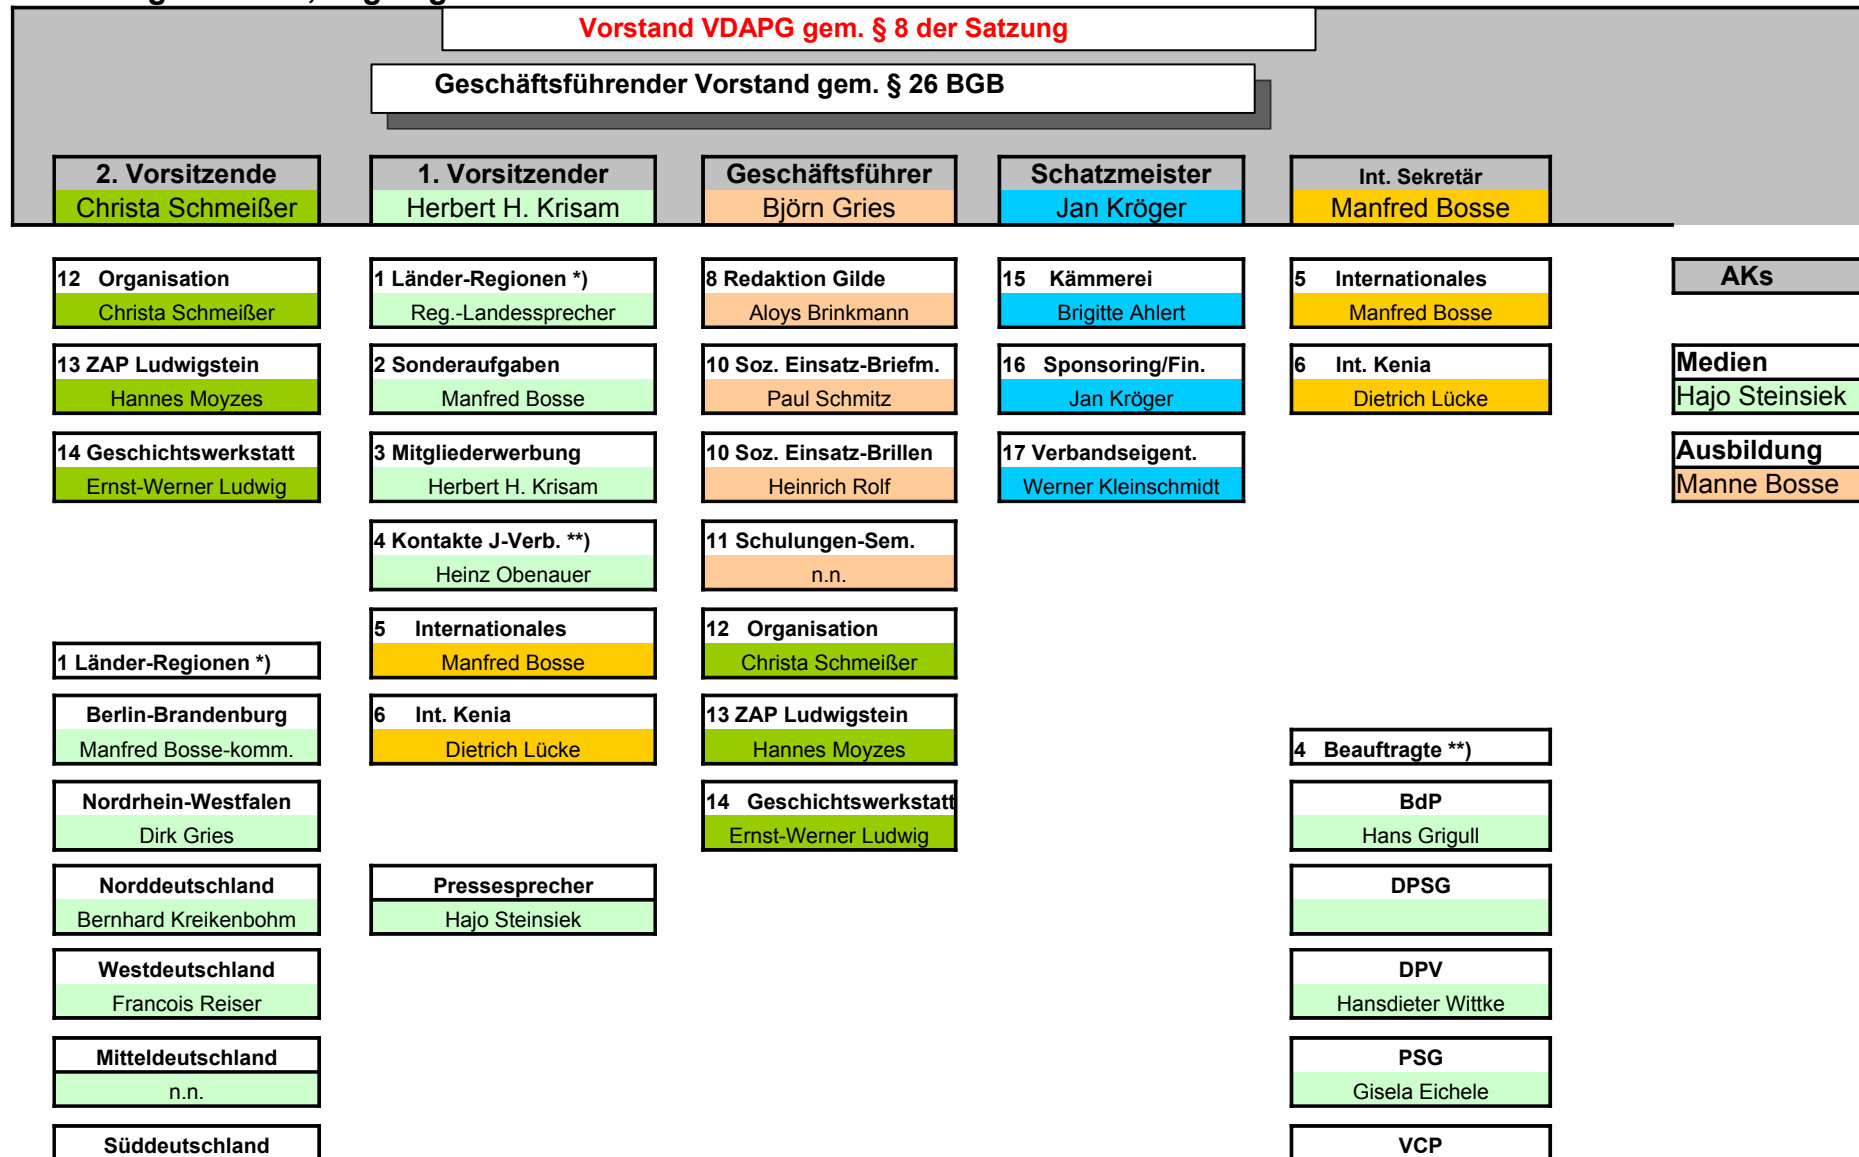 Vorstand VDAPG gem. § 8 der Satzung
Geschäftsführender Vorstand gem. § 26 BGB
2. Vorsitzende
Christa Schmeißer
1. Vorsitzender
Herbert H. Krisam
Geschäftsführer
Björn Gries
Schatzmeister
Jan Kröger
Int. Sekretär
Manfred Bosse
12 Organisation
Christa Schmeißer
1 Länder-Regionen *)
Reg.-Landessprecher
8 Redaktion Gilde
Aloys Brinkmann
15 Kämmerei
Brigitte Ahlert
5 Internationales
Manfred Bosse
AKs
13 ZAP Ludwigstein
Hannes Moyzes
2 Sonderaufgaben
Manfred Bosse
10 Soz. Einsatz-Briefm.
Paul Schmitz
16 Sponsoring/Fin.
Jan Kröger
6 Int. Kenia
Dietrich Lücke
Medien
Hajo Steinsiek
14 Geschichtswerkstatt
Ernst-Werner Ludwig
3 Mitgliederwerbung
Herbert H. Krisam
10 Soz. Einsatz-Brillen
Heinrich Rolf
17 Verbandseigent.
Werner Kleinschmidt
Ausbildung
Manne Bosse
4 Kontakte J-Verb. **)
Heinz Obenauer
11 Schulungen-Sem.
n.n.
5 Internationales
Manfred Bosse
12 Organisation
Christa Schmeißer
1 Länder-Regionen *)
Berlin-Brandenburg
Manfred Bosse-komm.
6 Int. Kenia
Dietrich Lücke
13 ZAP Ludwigstein
Hannes Moyzes
4 Beauftragte **)
Nordrhein-Westfalen
Dirk Gries
14 Geschichtswerkstatt
Ernst-Werner Ludwig
BdP
Hans Grigull
Norddeutschland
Bernhard Kreikenbohm
Pressesprecher
Hajo Steinsiek
DPSG
Westdeutschland
Francois Reiser
DPV
Hansdieter Wittke
Mitteldeutschland
n.n.
PSG
Gisela Eichele
Süddeutschland
VCP